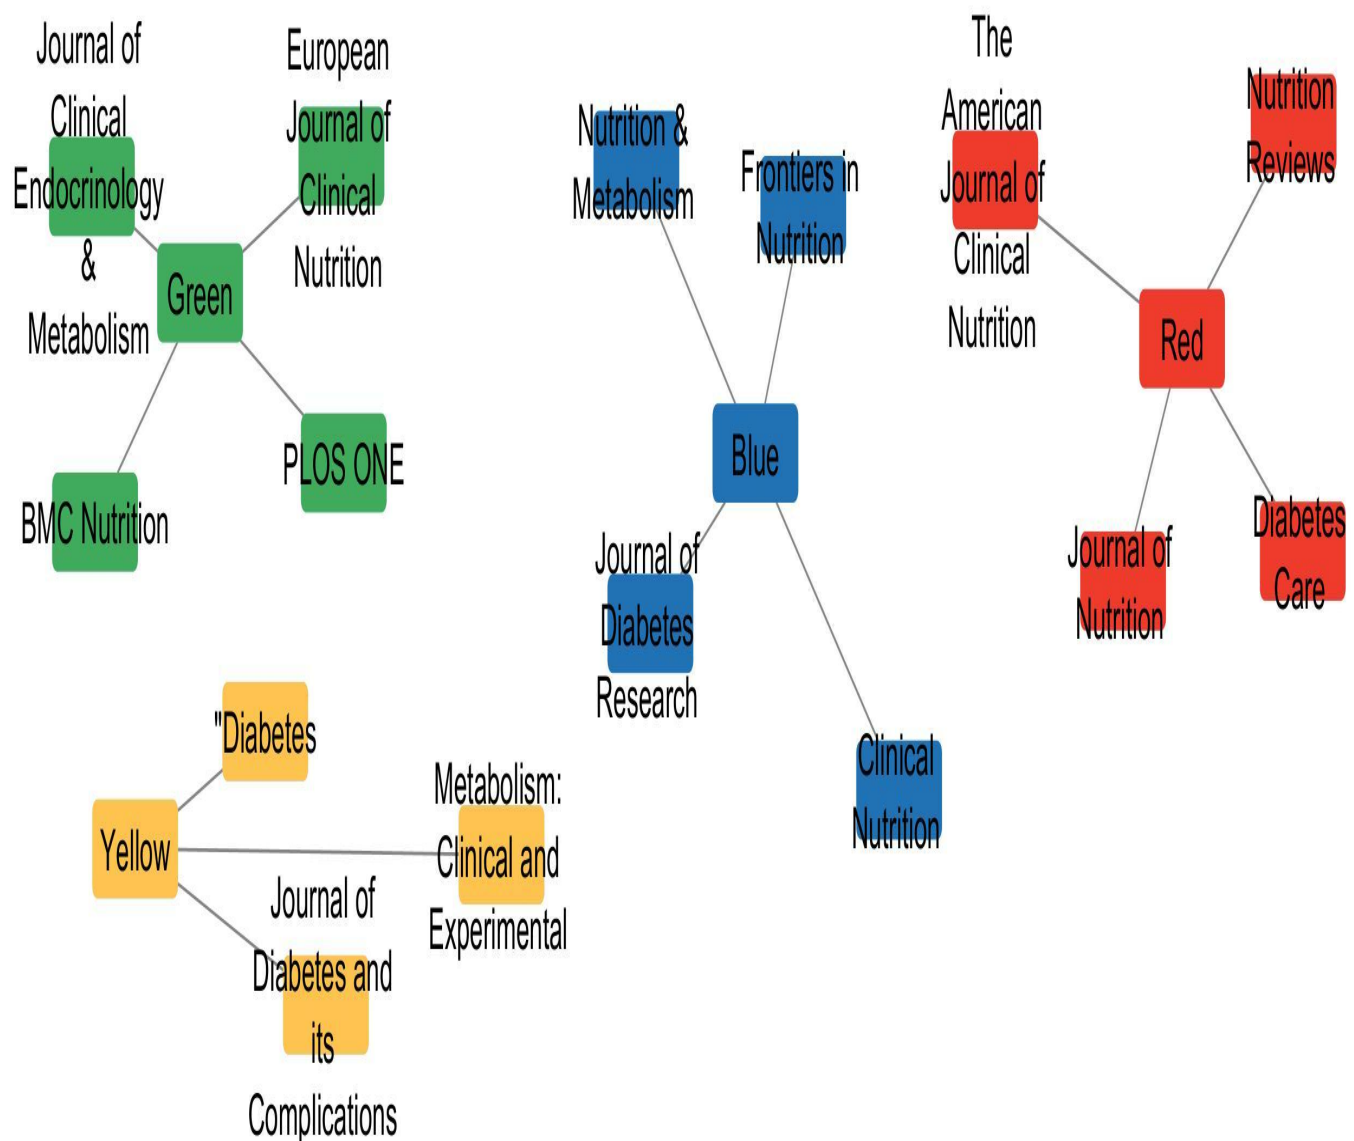 Journal of
Clinical
Endocrinology
&
Metabolism
European
Journal of
Clinical
Nutrition
Green
BMC Nutrition
PLOS ONE
Nutrition &
Metabolism
Frontiers in
Nutrition
Blue
Journal of
Diabetes
Research
Clinical
Nutrition
The
American
Journal of
Clinical
Nutrition
Nutrition
Reviews
Red
Journal of
Nutrition
Diabetes
Care
"Diabetes
Yellow
Metabolism:
Clinical and
Experimental
Journal of
Diabetes and
its
Complications